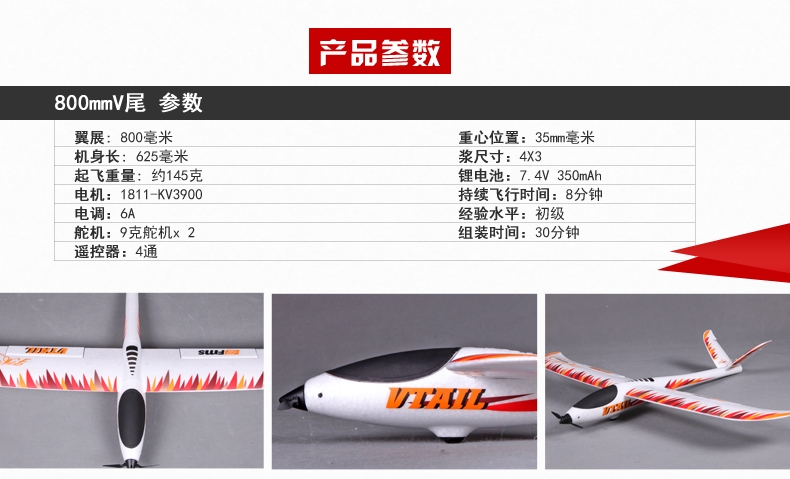 产品参数
800mmV尾 参数
翼展: 800毫米
机身长: 625毫米
起飞重量: 约145克
电机: 1811-KV3900
电调: 6A
舵机: 9克舵机x 2
遥控器: 4通
重心位置: 35mm毫米
浆尺寸: 4X3
锂电池: 7.4V 350mAh
持续飞行时间: 8分钟
经验水平: 初级
组装时间: 30分钟
VTAIL
FMS
VTAIL